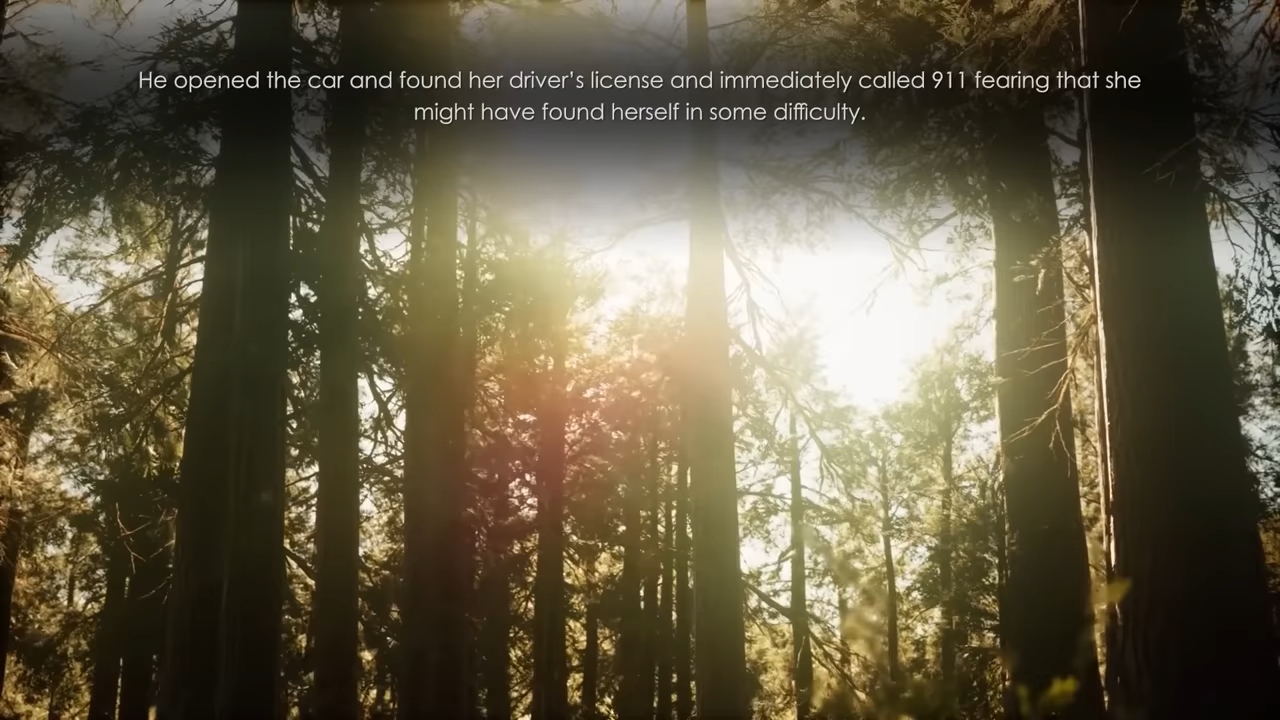 He opened the car and found her driver’s license and immediately called 911 fearing that she
might have found herself in some difficulty.